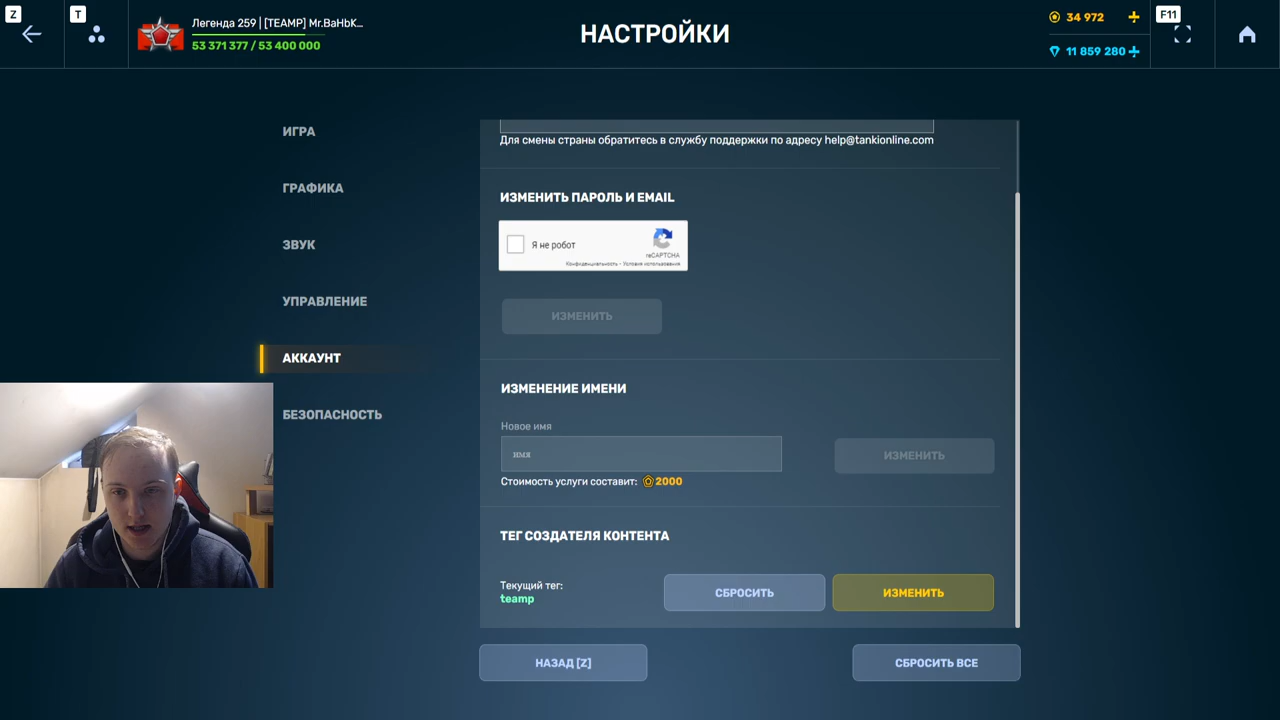 Z
T
Легенда 259 | [TEAMP] Mr.BaHbK...
53 371 377 / 53 400 000
НАСТРОЙКИ
34 972
11 859 280
F11
ИГРА
ГРАФИКА
ЗВУК
УПРАВЛЕНИЕ
АККАУНТ
БЕЗОПАСНОСТЬ
Для смены страны обратитесь в службу поддержки по адресу help@tankionline.com
ИЗМЕНИТЬ ПАРОЛЬ И EMAIL
Я не робот
reCAPTCHA
Конфиденциальность - Условия использования
ИЗМЕНИТЬ
ИЗМЕНЕНИЕ ИМЕНИ
Новое имя
имя
ИЗМЕНИТЬ
Стоимость услуги составит: 2000
ТЕГ СОЗДАТЕЛЯ КОНТЕНТА
Текущий тег:
teamp
СБРОСИТЬ
ИЗМЕНИТЬ
НАЗАД [Z]
СБРОСИТЬ ВСЕ